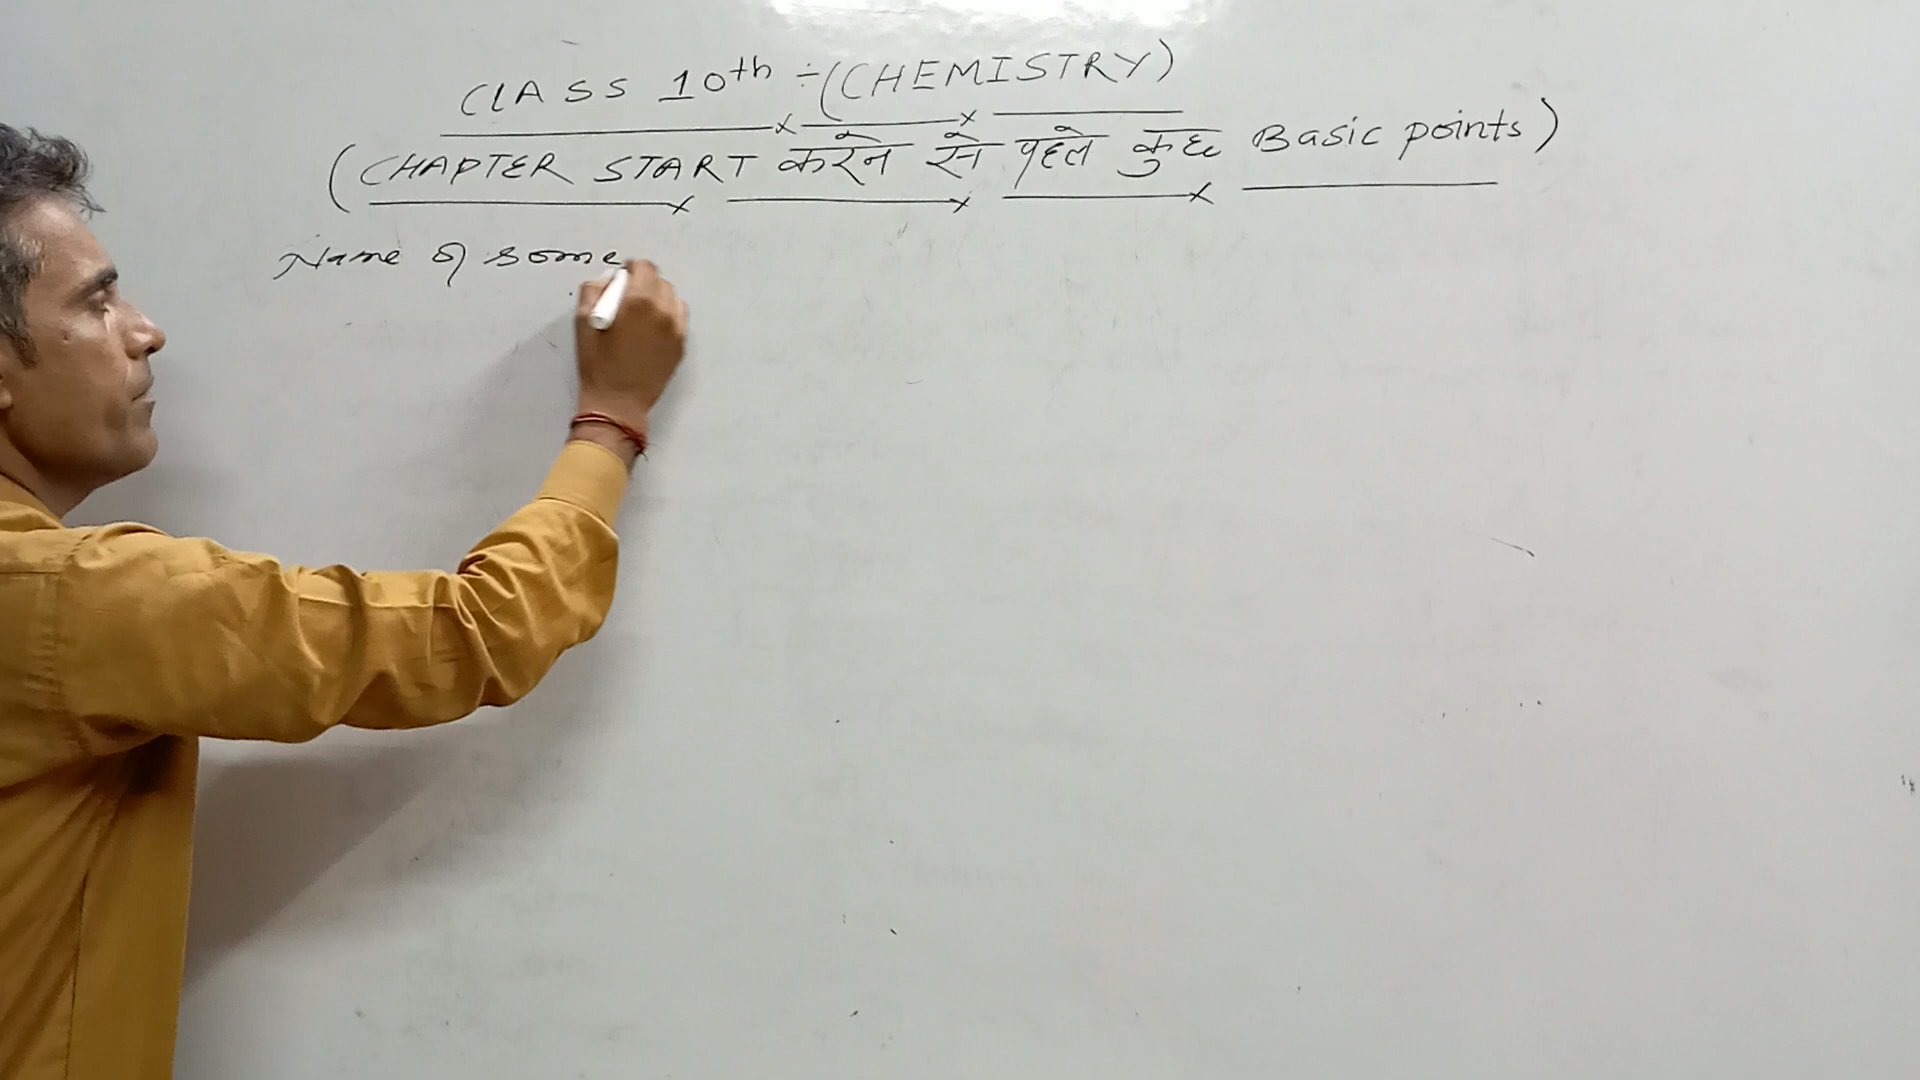 CLASS 10th ÷ (CHEMISTRY)
(CHAPTER START करने से पहले कुछ Basic points)
Name of some